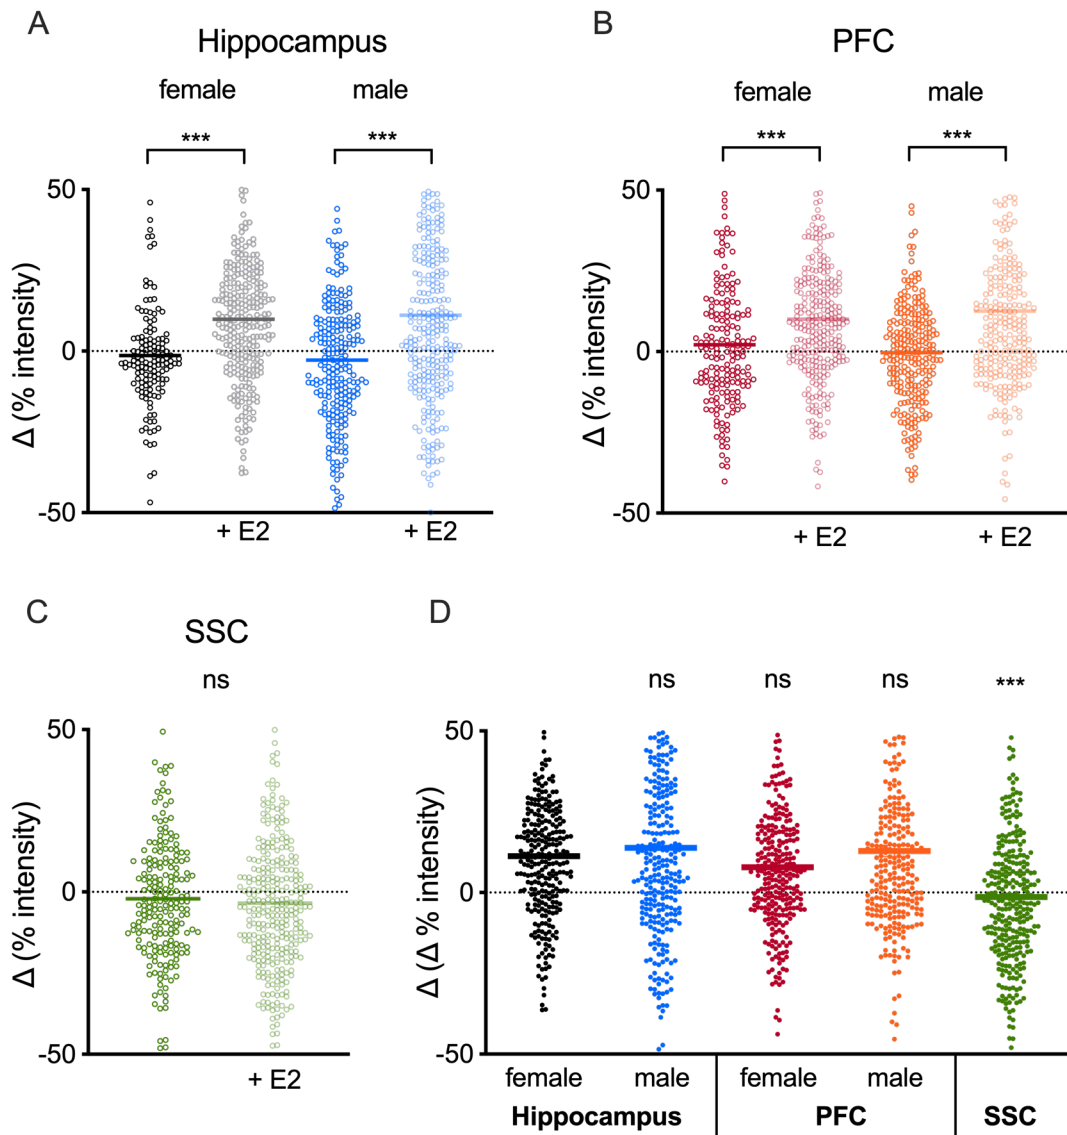 A
Hippocampus
female male
*** ***
Δ (% intensity)
50
0
-50
+ E2 + E2
B
PFC
female male
*** ***
Δ (% intensity)
50
0
-50
+ E2 + E2
C
SSC
ns
Δ (% intensity)
50
0
-50
+ E2
D
ns ns ns ***
Δ (Δ % intensity)
50
0
-50
female male female male
Hippocampus PFC SSC